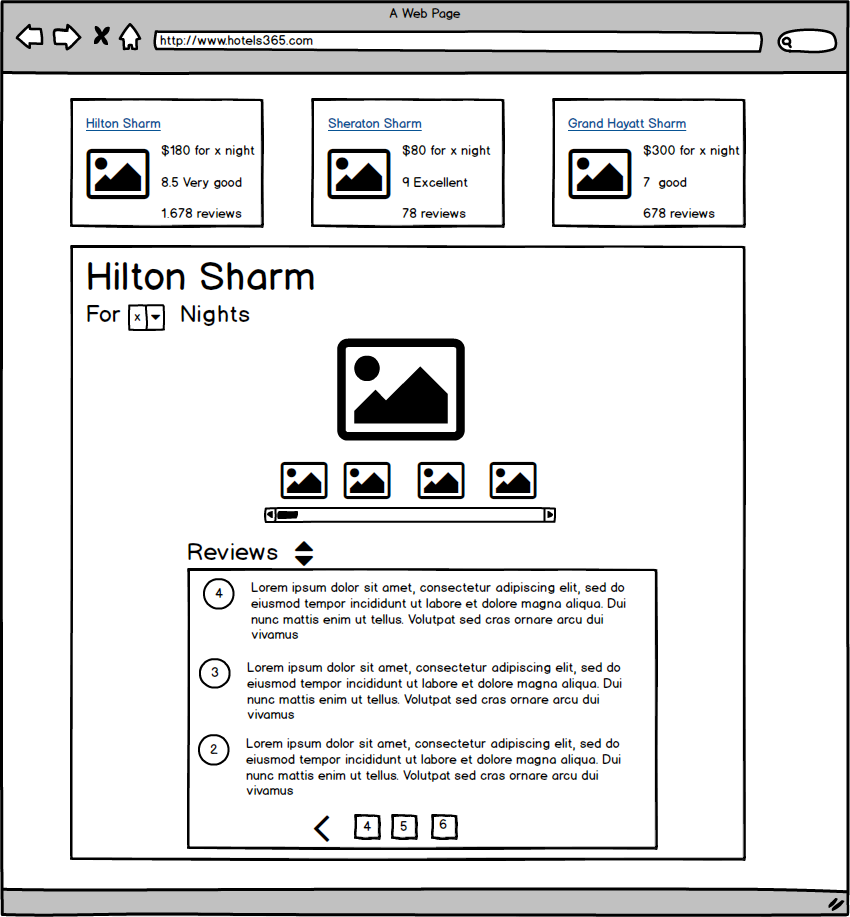 A Web Page
http://www.hotels365.com
Hilton Sharm
$180 for x night
8.5 Very good
1.678 reviews
Sheraton Sharm
$80 for x night
9 Excellent
78 reviews
Grand Hayatt Sharm
$300 for x night
7 good
678 reviews
Hilton Sharm
For x Nights
Reviews
4
Lorem ipsum dolor sit amet, consectetur adipiscing elit, sed do
eiusmod tempor incididunt ut labore et dolore magna aliqua. Dui
nunc mattis enim ut tellus. Volutpat sed cras ornare arcu dui
vivamus
3
Lorem ipsum dolor sit amet, consectetur adipiscing elit, sed do
eiusmod tempor incididunt ut labore et dolore magna aliqua. Dui
nunc mattis enim ut tellus. Volutpat sed cras ornare arcu dui
vivamus
2
Lorem ipsum dolor sit amet, consectetur adipiscing elit, sed do
eiusmod tempor incididunt ut labore et dolore magna aliqua. Dui
nunc mattis enim ut tellus. Volutpat sed cras ornare arcu dui
vivamus
4 5 6